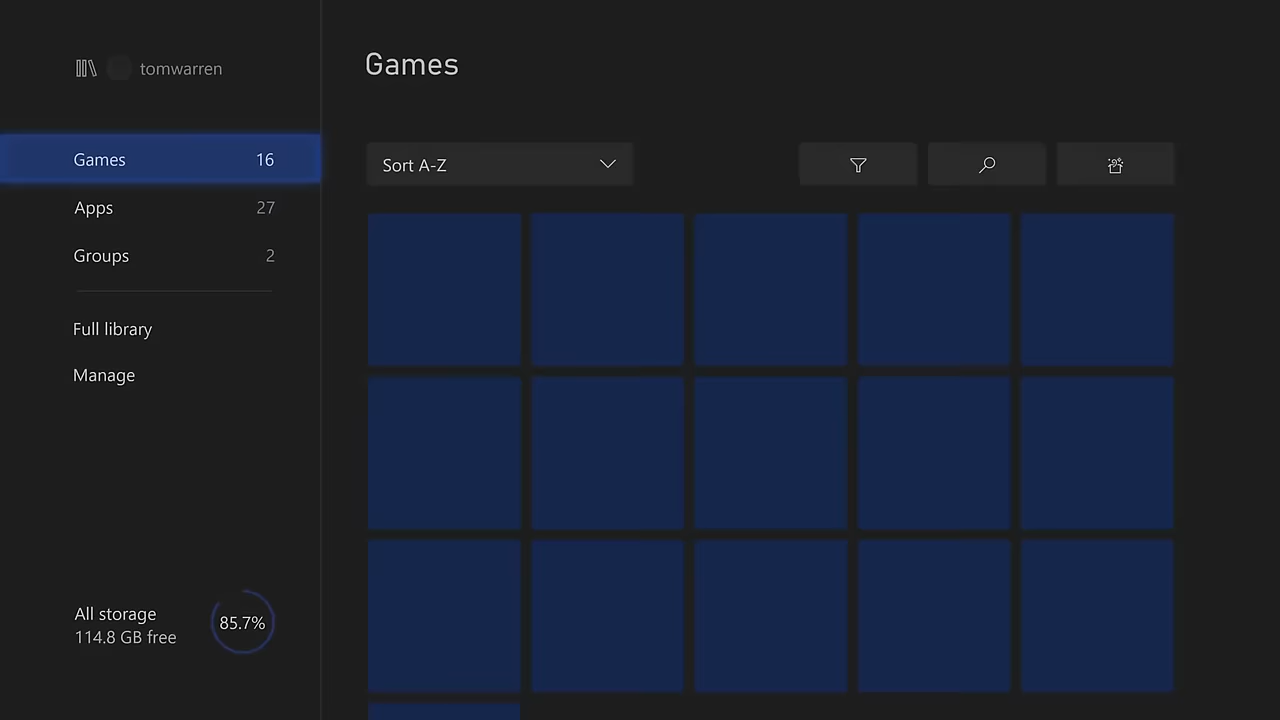 tomwarren
Games
Games 16
Apps 27
Groups 2
Full library
Manage
All storage
114.8 GB free
85.7%
Sort A-Z